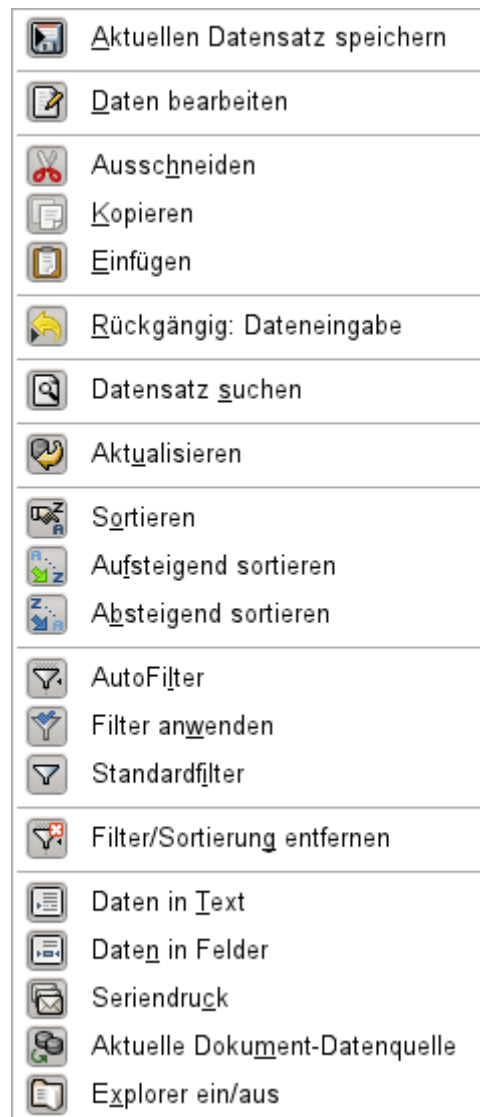 Aktuellen Datensatz speichern
Daten bearbeiten
Ausschneiden
Kopieren
Einfügen
Rückgängig: Dateneingabe
Datensatz suchen
Aktualisieren
Sortieren
Aufsteigend sortieren
Absteigend sortieren
AutoFilter
Filter anwenden
Standardfilter
Filter/Sortierung entfernen
Daten in Text
Daten in Felder
Seriendruck
Aktuelle Dokument-Datenquelle
Explorer ein/aus